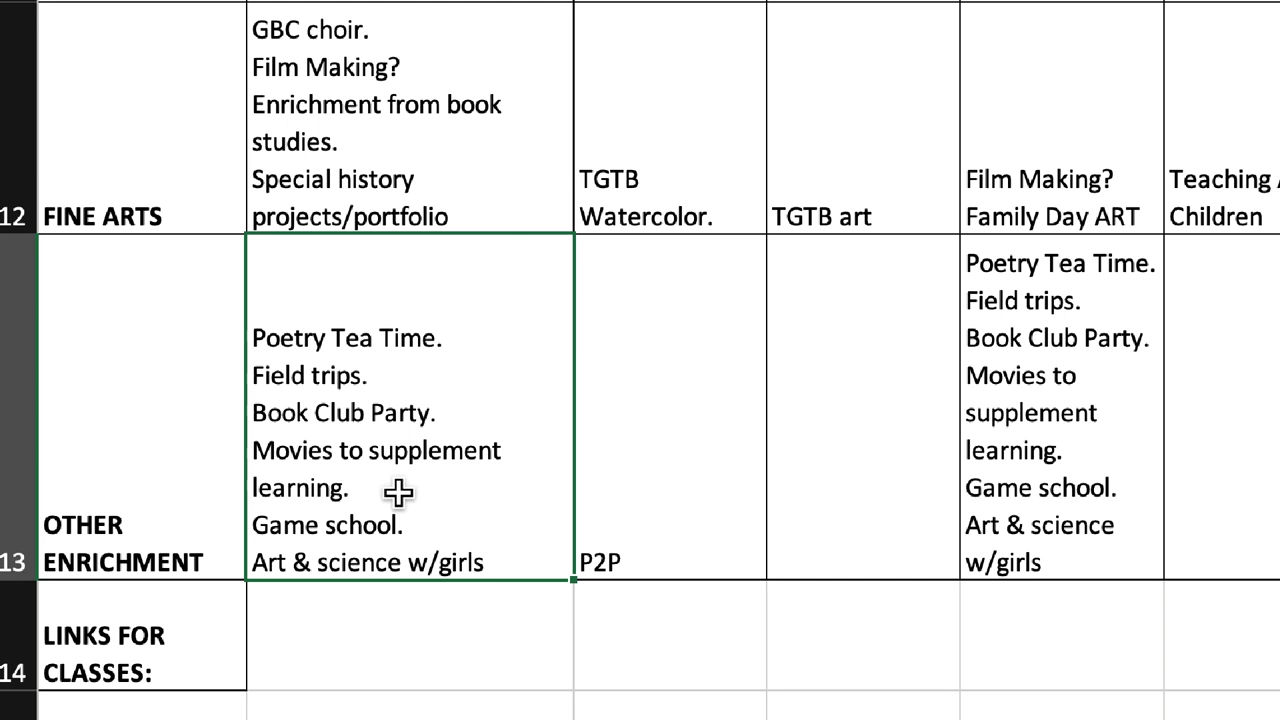 GBC choir.
Film Making?
Enrichment from book
studies.
Special history
projects/portfolio
TGTB
Watercolor.
TGTB art
Film Making?
Family Day ART
Teaching
Children
12
FINE ARTS
Poetry Tea Time.
Field trips.
Book Club Party.
Movies to supplement
learning.
Game school.
Art & science w/girls
P2P
Poetry Tea Time.
Field trips.
Book Club Party.
Movies to
supplement
learning.
Game school.
Art & science
w/girls
13
OTHER
ENRICHMENT
14
LINKS FOR
CLASSES: